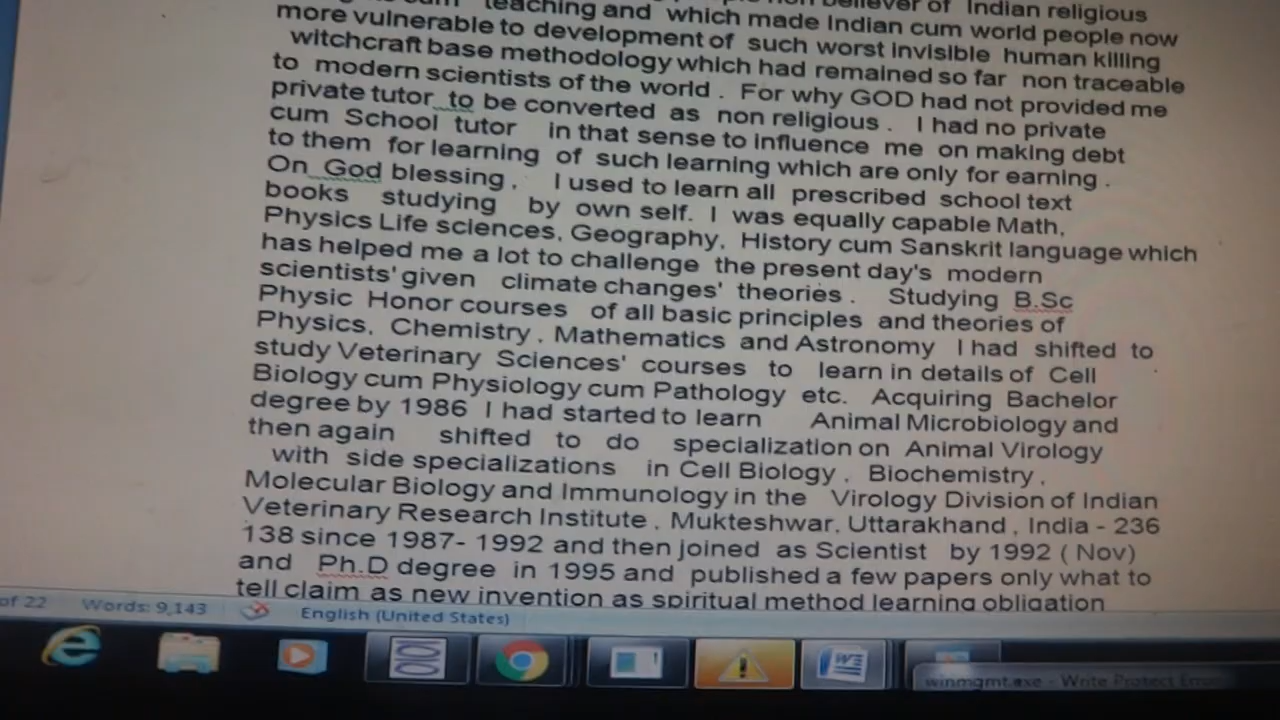 teaching and which made Indian cum world people now
believer of Indian religious
more vulnerable to development of such worst invisible human killing
witchcraft base methodology which had remained so far non traceable
to modern scientists of the world . For why GOD had not provided me
private tutor to be converted as non religious . I had no private
cum School tutor in that sense to influence me on making debt
to them for learning of such learning which are only for earning .
On God blessing , I used to learn all prescribed school text
books studying by own self. I was equally capable Math,
Physics Life sciences, Geography, History cum Sanskrit language which
has helped me a lot to challenge the present day's modern
scientists' given climate changes' theories . Studying B.Sc
Physic Honor courses of all basic principles and theories of
Physics, Chemistry , Mathematics and Astronomy I had shifted to
study Veterinary Sciences' courses to learn in details of Cell
Biology cum Physiology cum Pathology etc. Acquiring Bachelor
degree by 1986 I had started to learn Animal Microbiology and
then again shifted to do specialization on Animal Virology
with side specializations in Cell Biology , Biochemistry ,
Molecular Biology and Immunology in the Virology Division of Indian
Veterinary Research Institute , Mukteshwar, Uttarakhand , India - 236
138 since 1987- 1992 and then joined as Scientist by 1992 ( Nov)
and Ph.D degree in 1995 and published a few papers only what to
tell claim as new invention as spiritual method learning obligation
of 22 Words: 9,143 English (United States)
winmgmt.exe - Write Protect Error